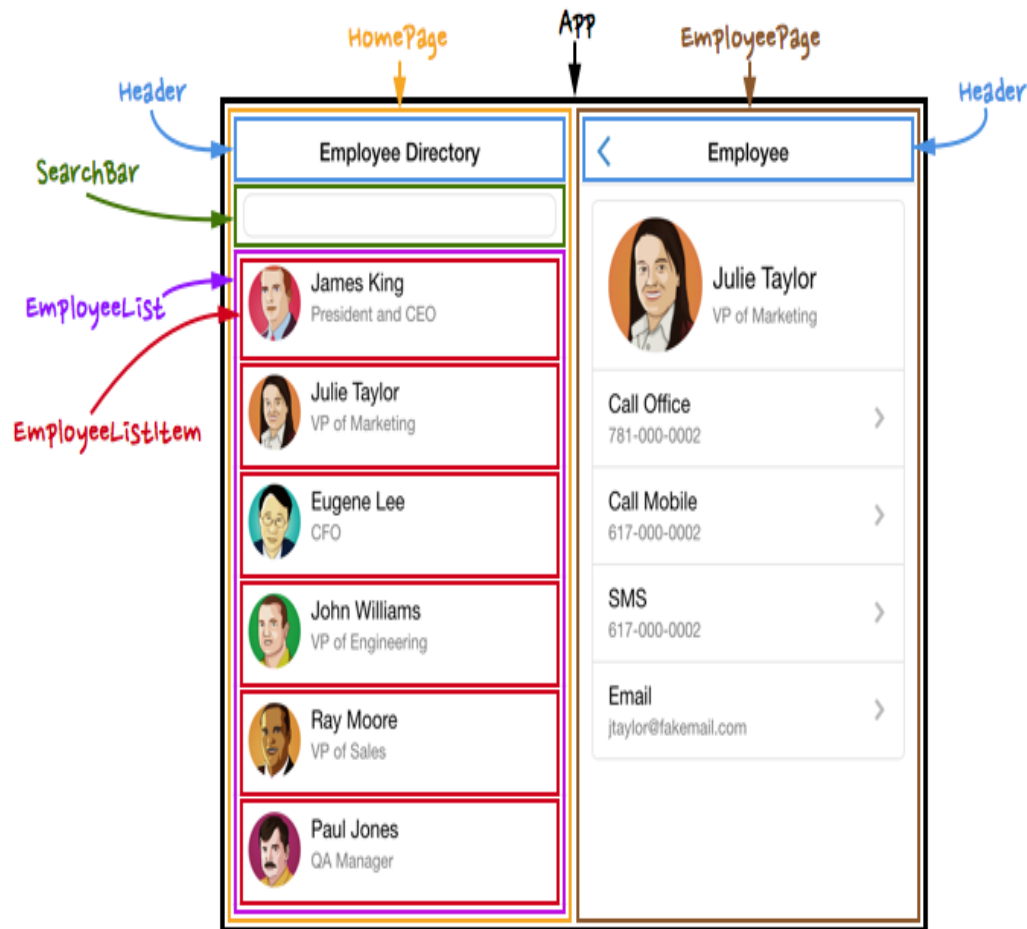 App
HomePage
EmployeePage
Header
Header
SearchBar
EmployeeList
EmployeeListItem
Employee Directory
James King
President and CEO
Julie Taylor
VP of Marketing
Eugene Lee
CFO
John Williams
VP of Engineering
Ray Moore
VP of Sales
Paul Jones
QA Manager
Employee
Julie Taylor
VP of Marketing
Call Office
781-000-0002
Call Mobile
617-000-0002
SMS
617-000-0002
Email
jtaylor@fakemail.com